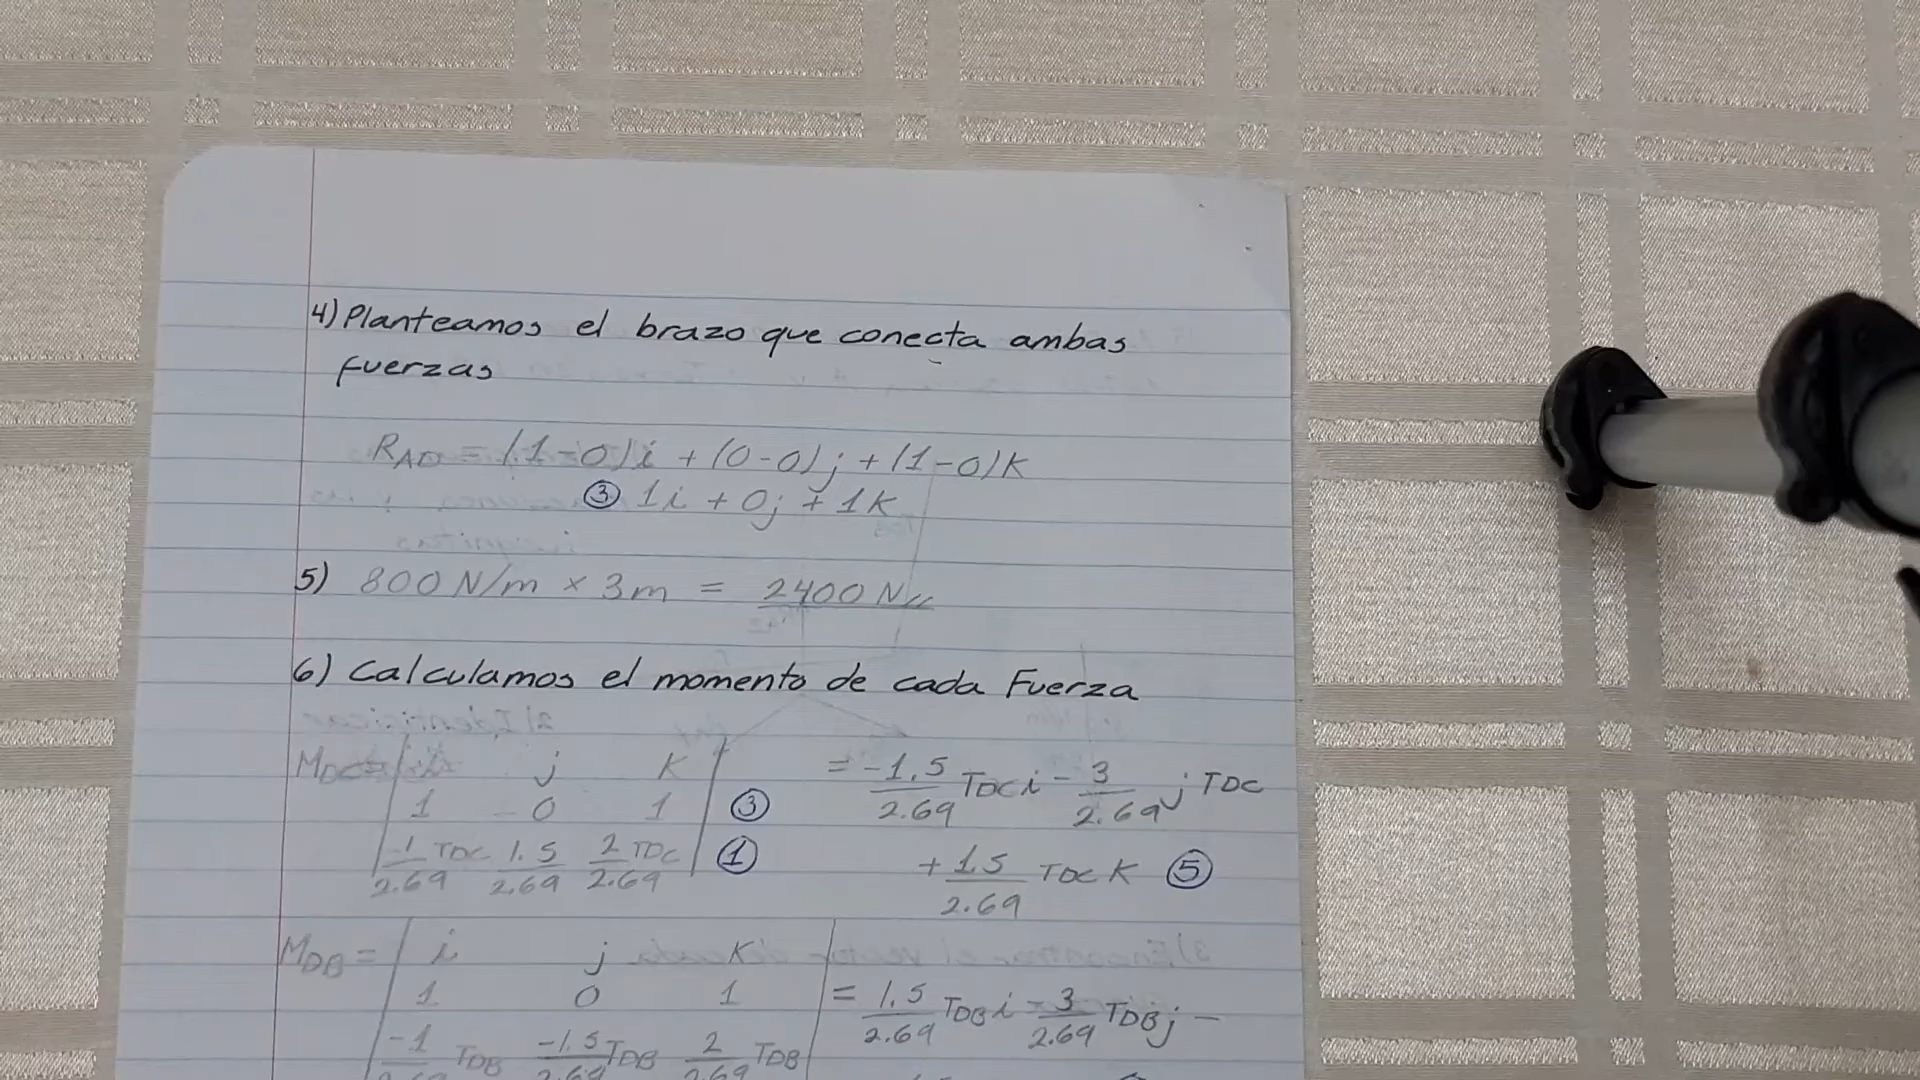 4) Planteamos el brazo que conecta ambas
fuerzas
RAD = (1-0)i + (0-0)j + (1-0)K
③ 1i + 0j + 1K
5) 800 N/m × 3m = 2400 N
6) Calculamos el momento de cada Fuerza
MDC = | i j K | = -1.5/2.69 TDC i - 3/2.69 j TDC
1 0 1 ③
-1/2.69 TDC 1.5/2.69 2/2.69 TDC ① + 1.5/2.69 TDC K ⑤
MDB = | i j K
1 0 1 | = 1.5/2.69 TDB i - 3/2.69 TDB j -
-1/2.69 TDB -1.5/2.69 TDB 2/2.69 TDB